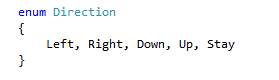 enum Direction
{
    Left, Right, Down, Up, Stay
}